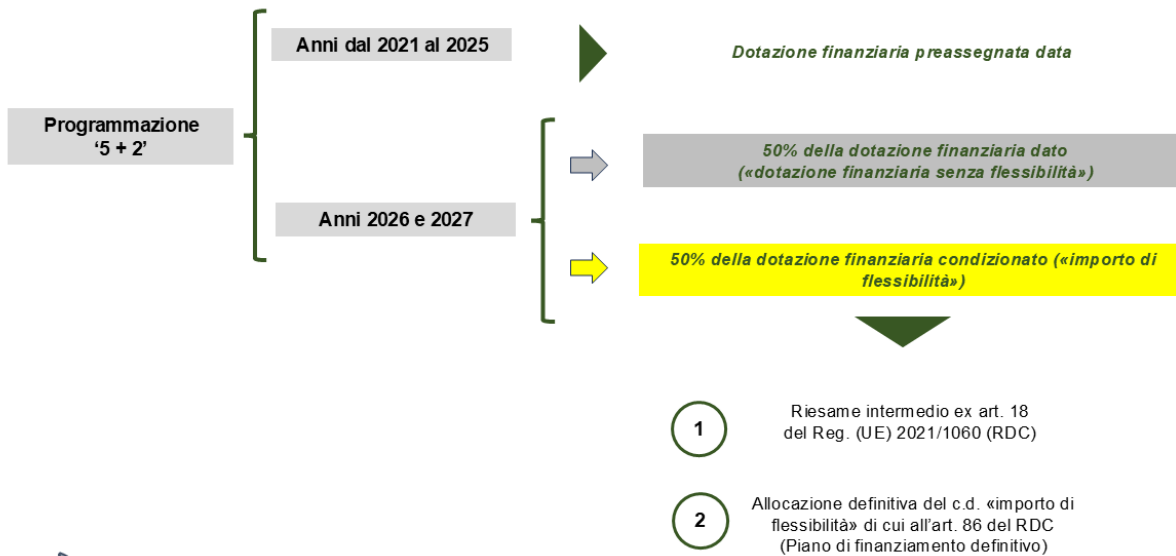 Anni dal 2021 al 2025
Dotazione finanziaria preassegnata data
Programmazione
‘5 + 2’
50% della dotazione finanziaria dato
(«dotazione finanziaria senza flessibilità»)
Anni 2026 e 2027
50% della dotazione finanziaria condizionato («importo di
flessibilità»)
1
Riesame intermedio ex art. 18
del Reg. (UE) 2021/1060 (RDC)
2
Allocazione definitiva del c.d. «importo di
flessibilità» di cui all’art. 86 del RDC
(Piano di finanziamento definitivo)